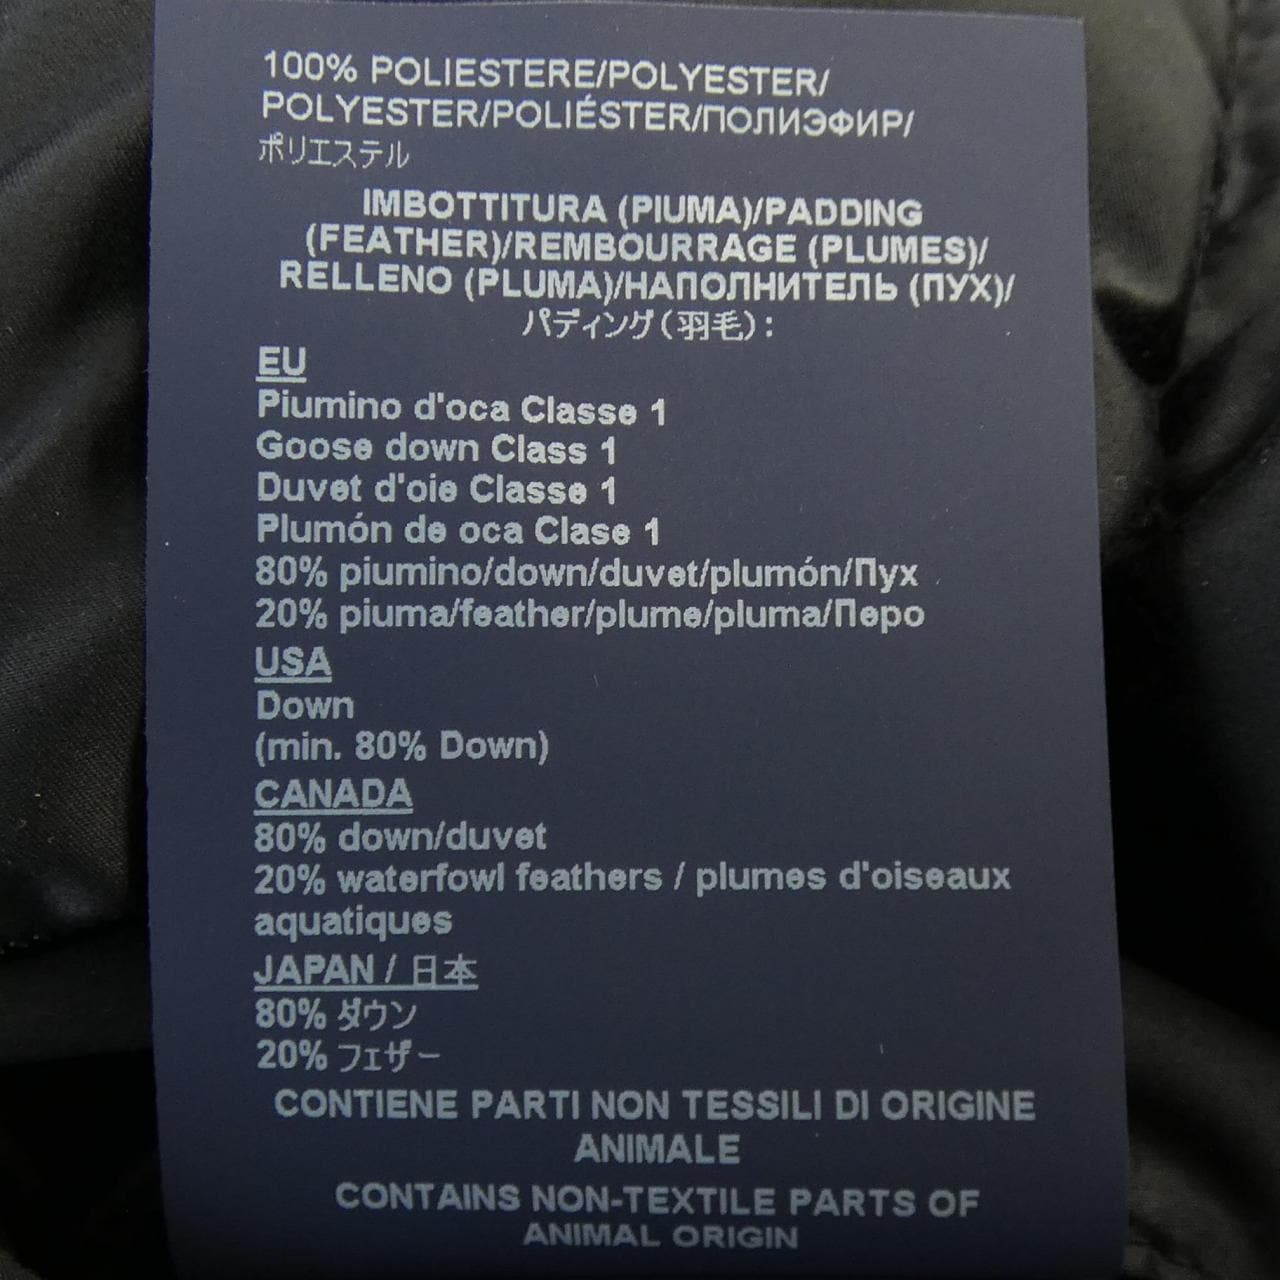 100% POLIESTERE/POLYESTER/
POLYESTER/POLIÉSTER/ПОЛИЭФИР/
ポリエステル
IMBOTTITURA (PIUMA)/PADDING
(FEATHER)/REMBOURRAGE (PLUMES)/
RELLENO (PLUMA)/НАПОЛНИТЕЛЬ (ПУХ)/
パディング(羽毛):
EU
Piumino d'oca Classe 1
Goose down Class 1
Duvet d'oie Classe 1
Plumón de oca Clase 1
80% piumino/down/duvet/plumón/Пух
20% piuma/feather/plume/pluma/Перо
USA
Down
(min. 80% Down)
CANADA
80% down/duvet
20% waterfowl feathers / plumes d'oiseaux
aquatiques
JAPAN / 日本
80% ダウン
20% フェザー
CONTIENE PARTI NON TESSILI DI ORIGINE
ANIMALE
CONTAINS NON-TEXTILE PARTS OF
ANIMAL ORIGIN